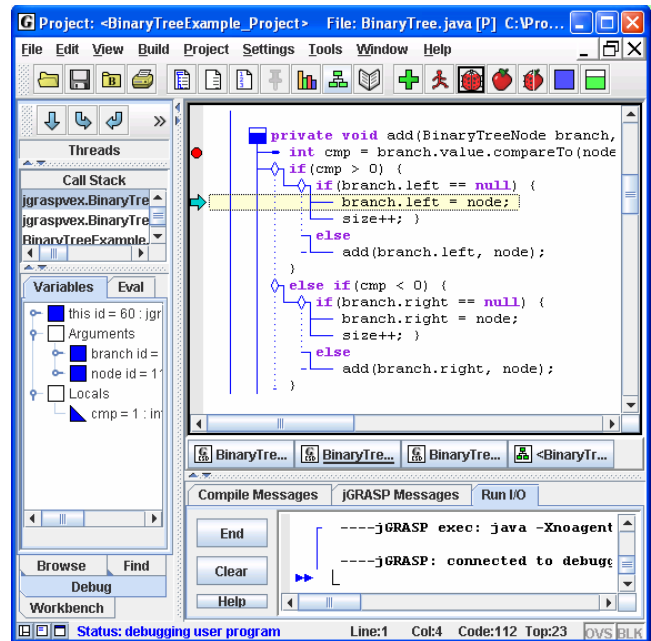 Project: <BinaryTreeExample_Project> File: BinaryTree.java [P] C:\Pro...
File Edit View Build Project Settings Tools Window Help
Threads
Call Stack
jgraspvex.BinaryTre
jgraspvex.BinaryTre
BinaryTreeExample.
Variables Eval
this id = 60 : jgr
Arguments
branch id =
node id = 1
Locals
cmp = 1 : in
Browse Find
Debug
Workbench
private void add(BinaryTreeNode branch,
int cmp = branch.value.compareTo(node
if(cmp > 0) {
if(branch.left == null) {
branch.left = node;
size++; }
else
add(branch.left, node);
}
else if(cmp < 0) {
if(branch.right == null) {
branch.right = node;
size++; }
else
add(branch.right, node);
}
BinaryTre... BinaryTre... BinaryTre... <BinaryTr...
Compile Messages jGRASP Messages Run I/O
End
Clear
Help
----jGRASP exec: java -Xnoagent
----jGRASP: connected to debugg
Status: debugging user program Line:1 Col:4 Code:112 Top:23 OVS BLK